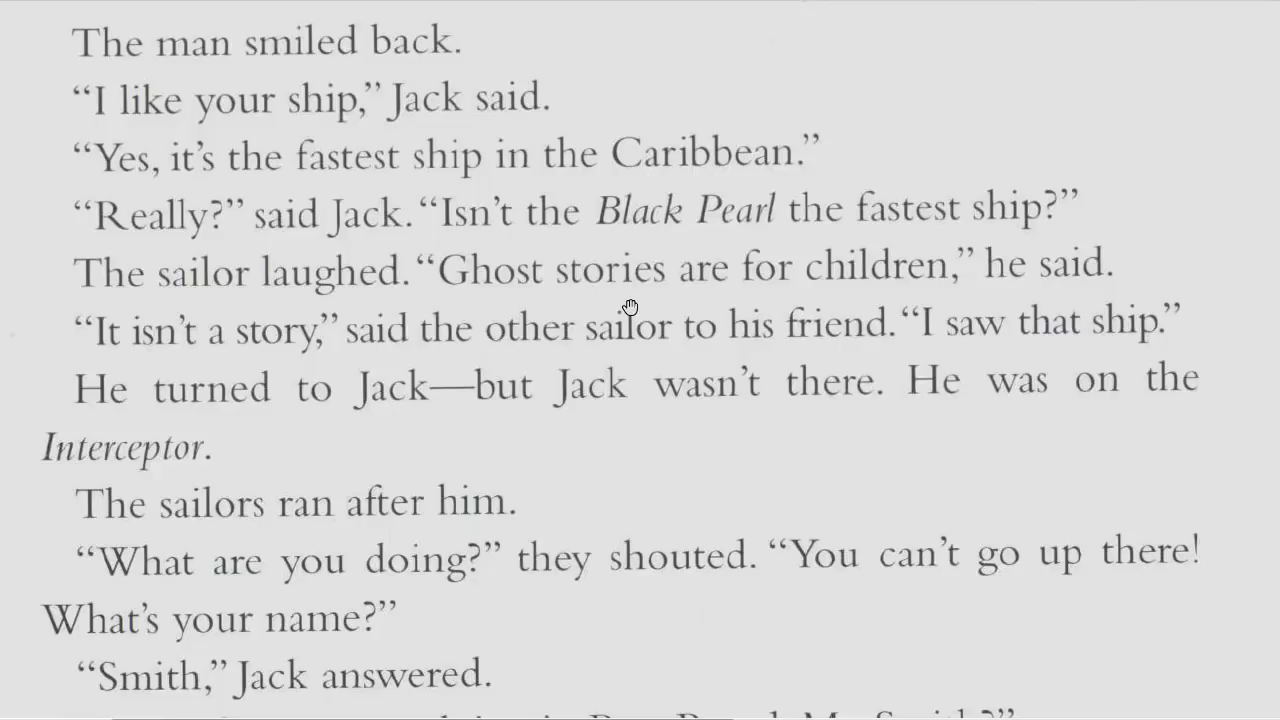 The man smiled back.
“I like your ship,” Jack said.
“Yes, it’s the fastest ship in the Caribbean.”
“Really?” said Jack. “Isn’t the Black Pearl the fastest ship?”
The sailor laughed. “Ghost stories are for children,” he said.
“It isn’t a story,” said the other sailor to his friend. “I saw that ship.”
He turned to Jack—but Jack wasn’t there. He was on the
Interceptor.
The sailors ran after him.
“What are you doing?” they shouted. “You can’t go up there!
What’s your name?”
“Smith,” Jack answered.